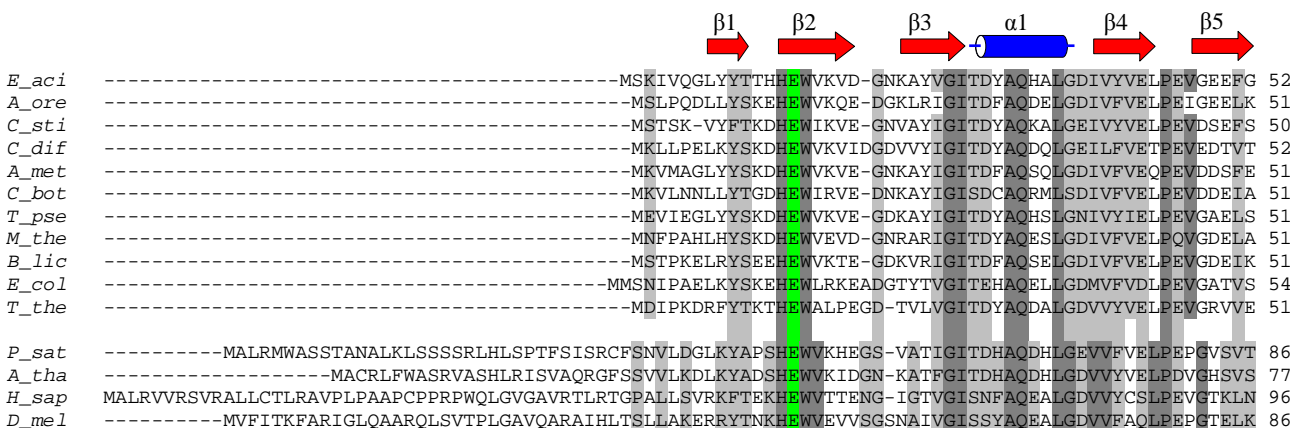 β1 β2 β3 α1 β4 β5
E_aci -------------------------------------------MSKIVQGLYYTTHHEWVKVD-GNKAYVGITDYAQHALGDIVYVELPEVGEEFG 52
A_ore --------------------------------------------MSLPQDLLYSKEHEWVKQE-DGKLRIGITDFAQDELGDIVFVELPEIGEELK 51
C_sti --------------------------------------------MSTSK-VYFTKDHEWIKVE-GNVAYIGITDYAQKALGEIVYVELPEVDSEFS 50
C_dif --------------------------------------------MKLLPELKYSKDHEWVKVIDGDVVYIGITDYAQDQLGEILFVETPEVEDTVT 52
A_met --------------------------------------------MKVMAGLYYSKDHEWVKVE-GNKAYIGITDFAQSQLGDIVYVEQPEVDDSFE 51
C_bot --------------------------------------------MKVLNNLLYTGDHEWIRVE-DNKAYIGISDCAQRMLSDIVFVELPEVDDEIA 51
T_pse --------------------------------------------MEVIEGLYYSKDHEWVKVE-GDKAYIGITDYAQHSLGNIVYIELPEVGAELS 51
M_the --------------------------------------------MNFPAHLHYSKDHEWVEVD-GNRARIGITDYAQESLGDIVFVELPQVGDELA 51
B_lic --------------------------------------------MSTPKELRYSEEHEWVKTE-GDKVRIGITDFAQSELGDIVFVELPEVGDEIK 51
E_col ------------------------------------------MMSNIPAELKYSKEHEWLRKEADGTYTVGITEHAQELLGDMVFVDLPEVGATVS 54
T_the --------------------------------------------MDIPKDRFYTKTHEWALPEGD-TVLVGITDYAQDALGDVVYVELPEVGRVVE 51
P_sat ----------MALRMWASSTANALKLSSSSRLHLSPTFSISRCFSNVLDGLKYAPSHEWVKHEGS-VATIGITDHAQDHLGEVVFVELPEPGVSVT 86
A_tha -------------------MACRLFWASRVASHLRISVAQRGFSSVVLKDLKYADSHEWVKIDGN-KATFGITDHAQDHLGDVVYVELPDVGHSVS 77
H_sap MALRVVRSVRALLCTLRAVPLPAAPCPPRPWQLGVGAVRTLRTGPALLSVRKFTEKHEWVTTENG-IGTVGISNFAQEALGDVVYCSLPEPGTKLN 96
D_mel ----------MVFITKFARIGLQAARQLSVTPLGAVQARAIHLTSLLAKERRYTNKHEWVEVVSGSNAIVGISSYAQEALGDVVFAQLPEPGTELK 86